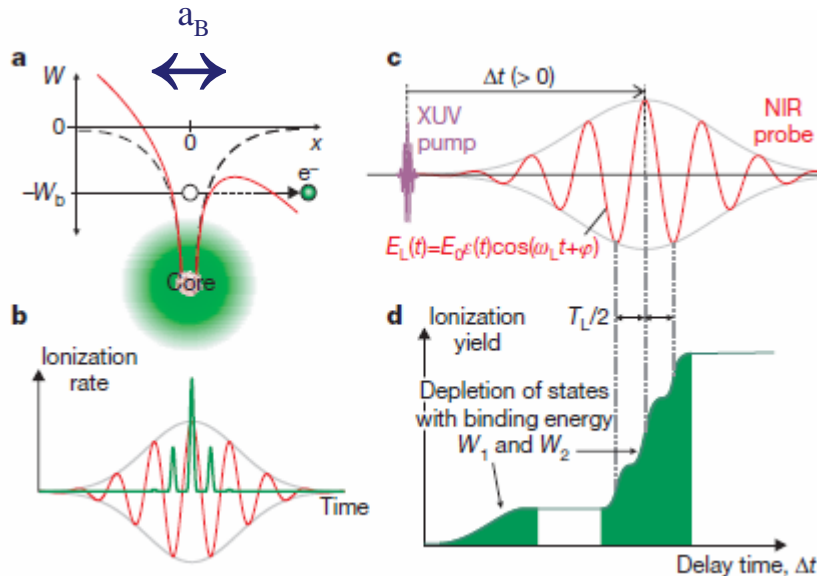 a_B
a
W
0
0
x
e⁻
–W_b
Core
b
Ionization
rate
Time
c
Δt (> 0)
XUV
pump
NIR
probe
E_L(t)=E_0ε(t)cos(ω_Lt+φ)
d
Ionization
yield
T_L/2
Depletion of states
with binding energy
W_1 and W_2
Delay time, Δt